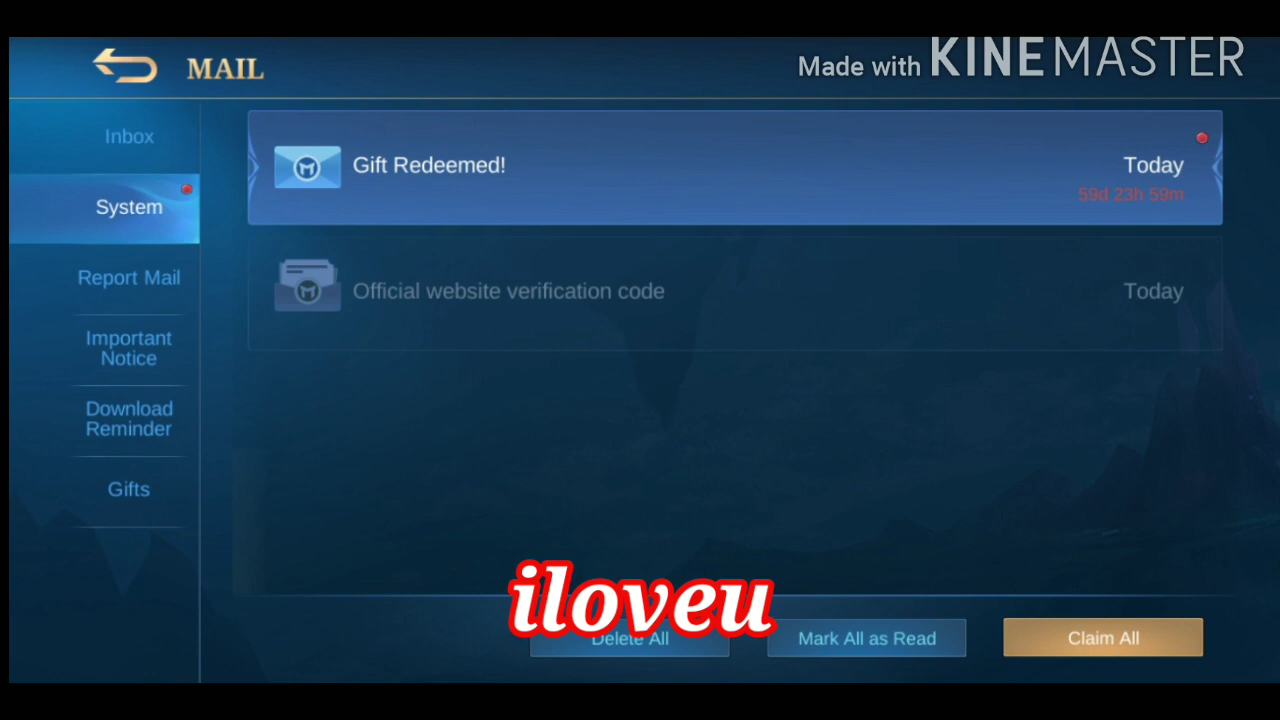 MAIL
Made with KINEMASTER
Inbox
System
Report Mail
Important
Notice
Download
Reminder
Gifts
Gift Redeemed!
Today
59d 23h 59m
Official website verification code
Today
iloveu
Delete All
Mark All as Read
Claim All